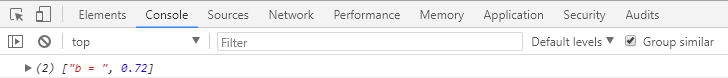 Elements Console Sources Network Performance Memory Application Security Audits
top Filter Default levels Group similar
(2) ["b = ", 0.72]